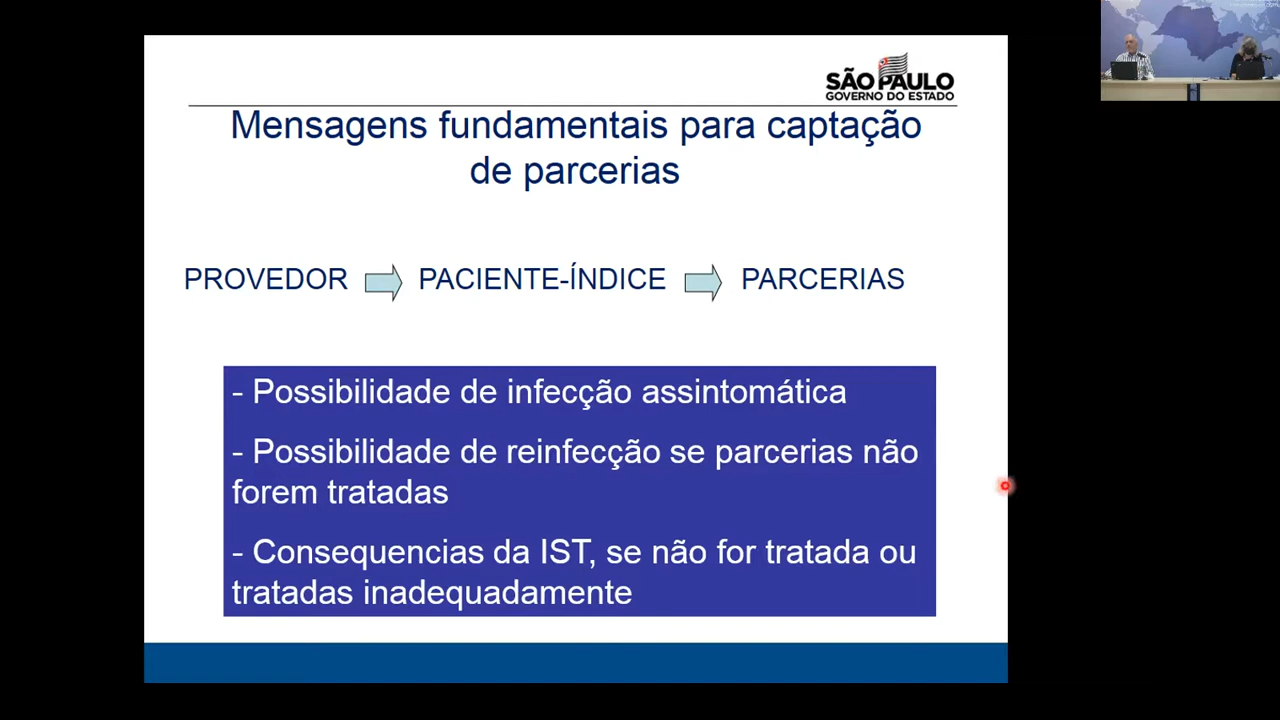 SÃO PAULO
GOVERNO DO ESTADO
Mensagens fundamentais para captação
de parcerias
PROVEDOR PACIENTE-ÍNDICE PARCERIAS
- Possibilidade de infecção assintomática
- Possibilidade de reinfecção se parcerias não
forem tratadas
- Consequencias da IST, se não for tratada ou
tratadas inadequadamente